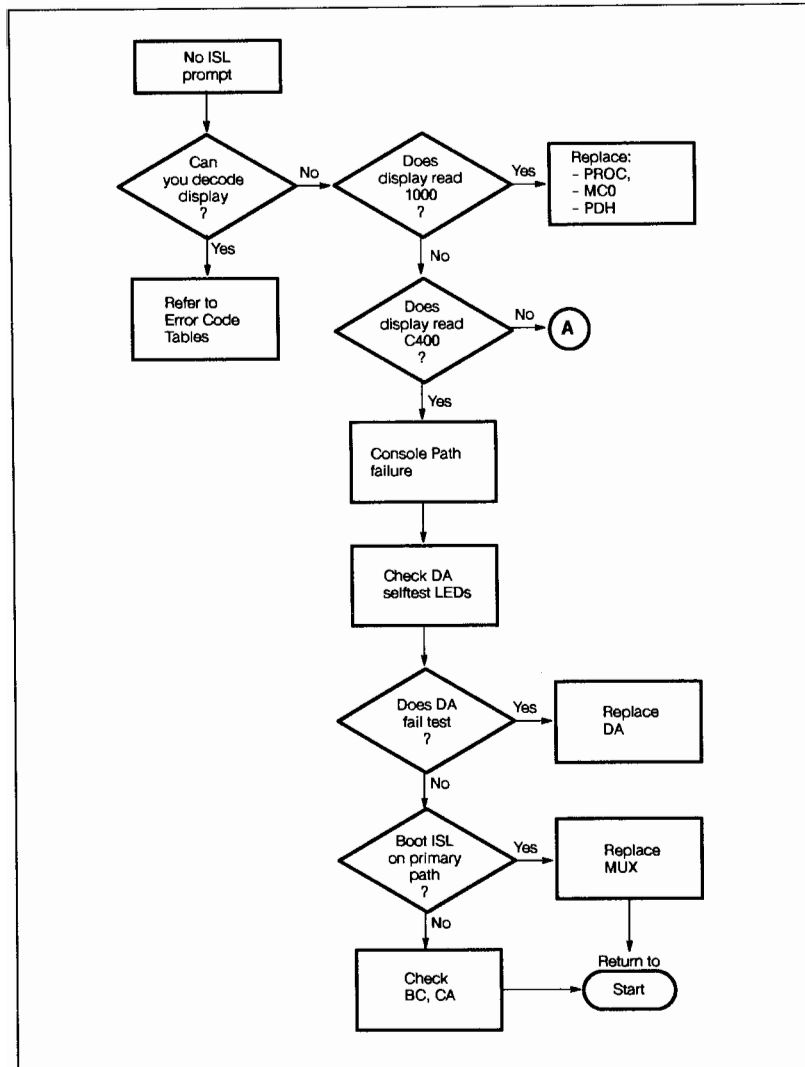 No ISL
prompt
Can
you decode
display
?
No
Does
display read
1000
?
Yes
Replace:
- PROC,
- MC0
- PDH
Yes
No
Refer to
Error Code
Tables
Does
display read
C400
?
No
A
Yes
Console Path
failure
Check DA
selftest LEDs
Does DA
fail test
?
Yes
Replace
DA
No
Boot ISL
on primary
path
?
Yes
Replace
MUX
No
Check
BC, CA
Return to
Start